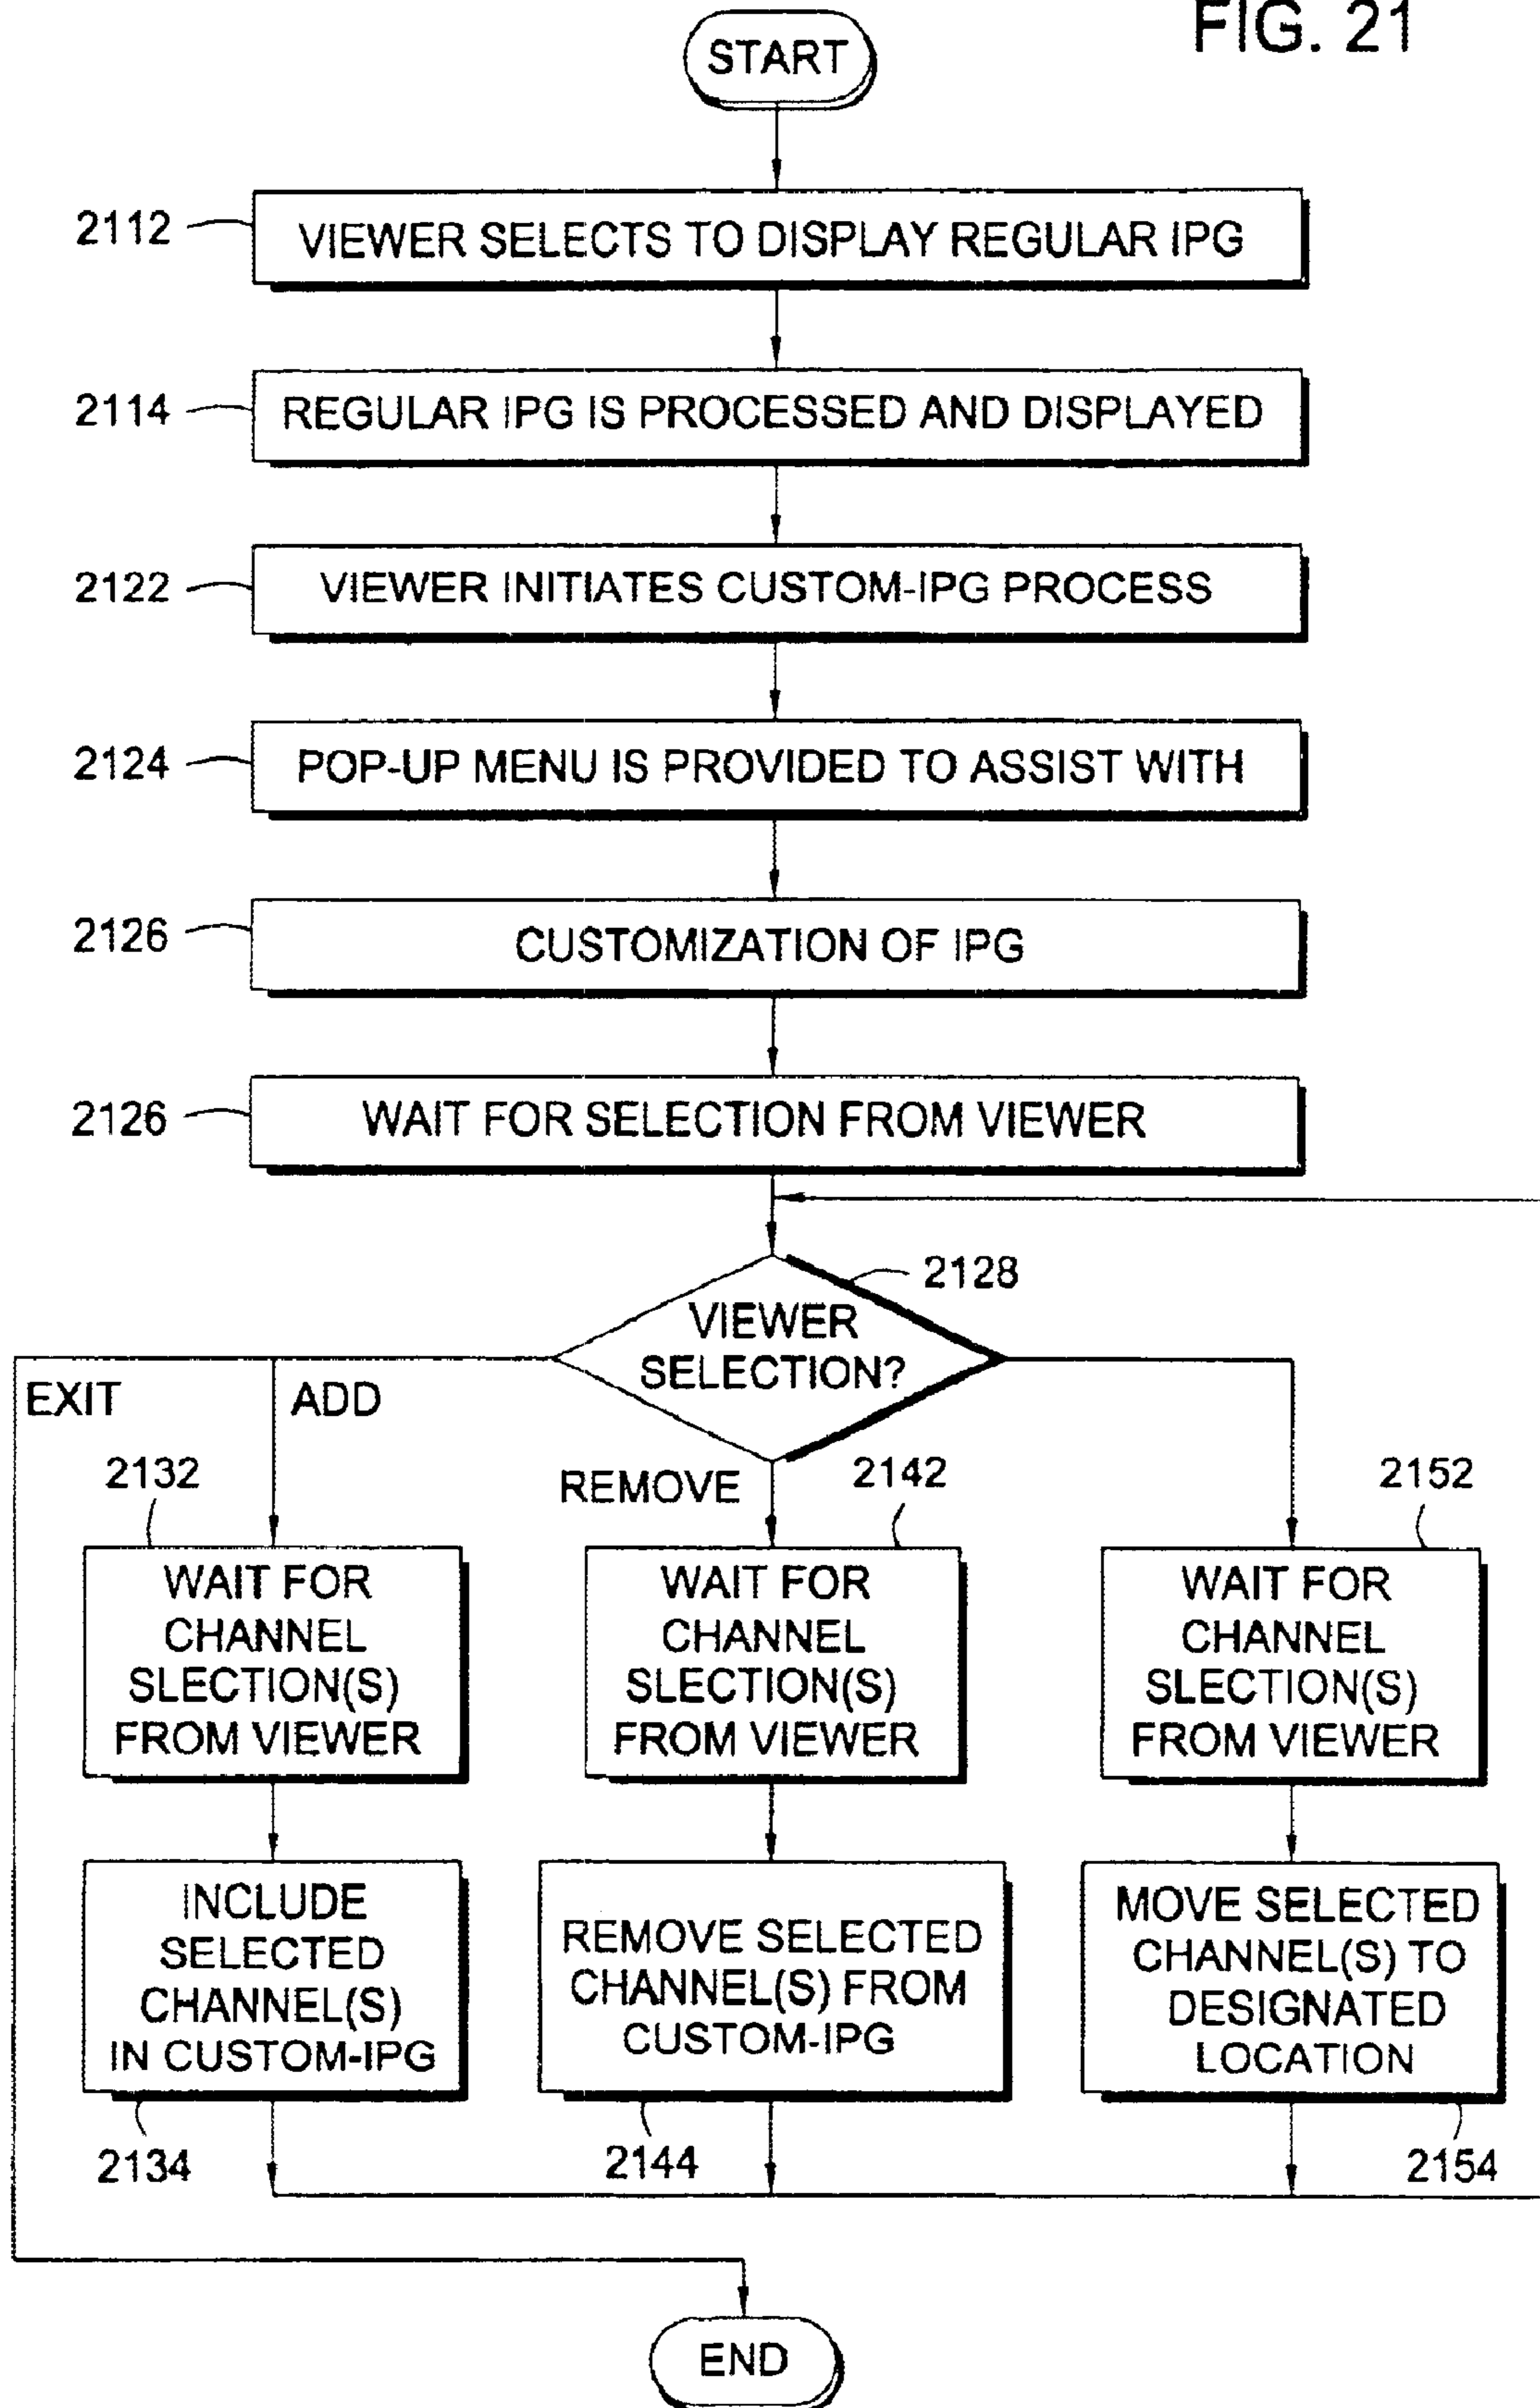 FIG. 21
START
2112
VIEWER SELECTS TO DISPLAY REGULAR IPG
2114
REGULAR IPG IS PROCESSED AND DISPLAYED
2122
VIEWER INITIATES CUSTOM-IPG PROCESS
2124
POP-UP MENU IS PROVIDED TO ASSIST WITH
2126
CUSTOMIZATION OF IPG
2126
WAIT FOR SELECTION FROM VIEWER
2128
VIEWER
SELECTION?
EXIT
ADD
REMOVE
2132
WAIT FOR
CHANNEL
SLECTION(S)
FROM VIEWER
2142
WAIT FOR
CHANNEL
SLECTION(S)
FROM VIEWER
2152
WAIT FOR
CHANNEL
SLECTION(S)
FROM VIEWER
INCLUDE
SELECTED
CHANNEL(S)
IN CUSTOM-IPG
2134
REMOVE SELECTED
CHANNEL(S) FROM
CUSTOM-IPG
2144
MOVE SELECTED
CHANNEL(S) TO
DESIGNATED
LOCATION
2154
END